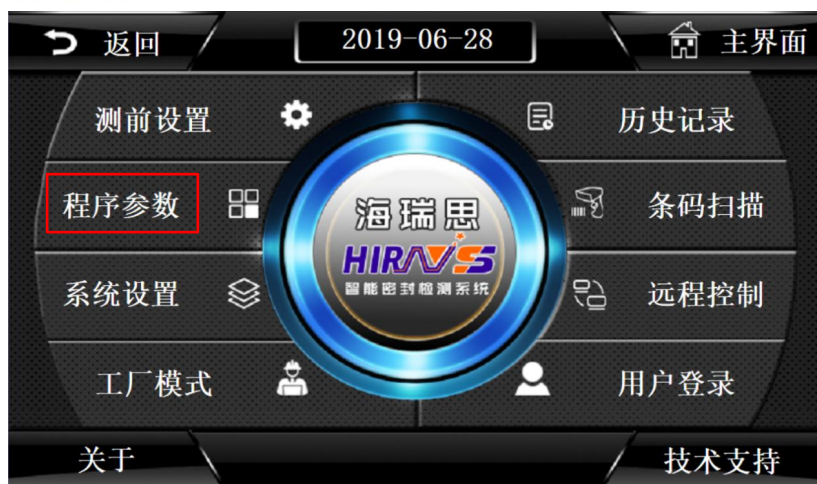 返回
2019-06-28
主界面
测前设置
历史记录
程序参数
条码扫描
海瑞思
HIRAYS
智能密封检测系统
系统设置
远程控制
工厂模式
用户登录
关于
技术支持